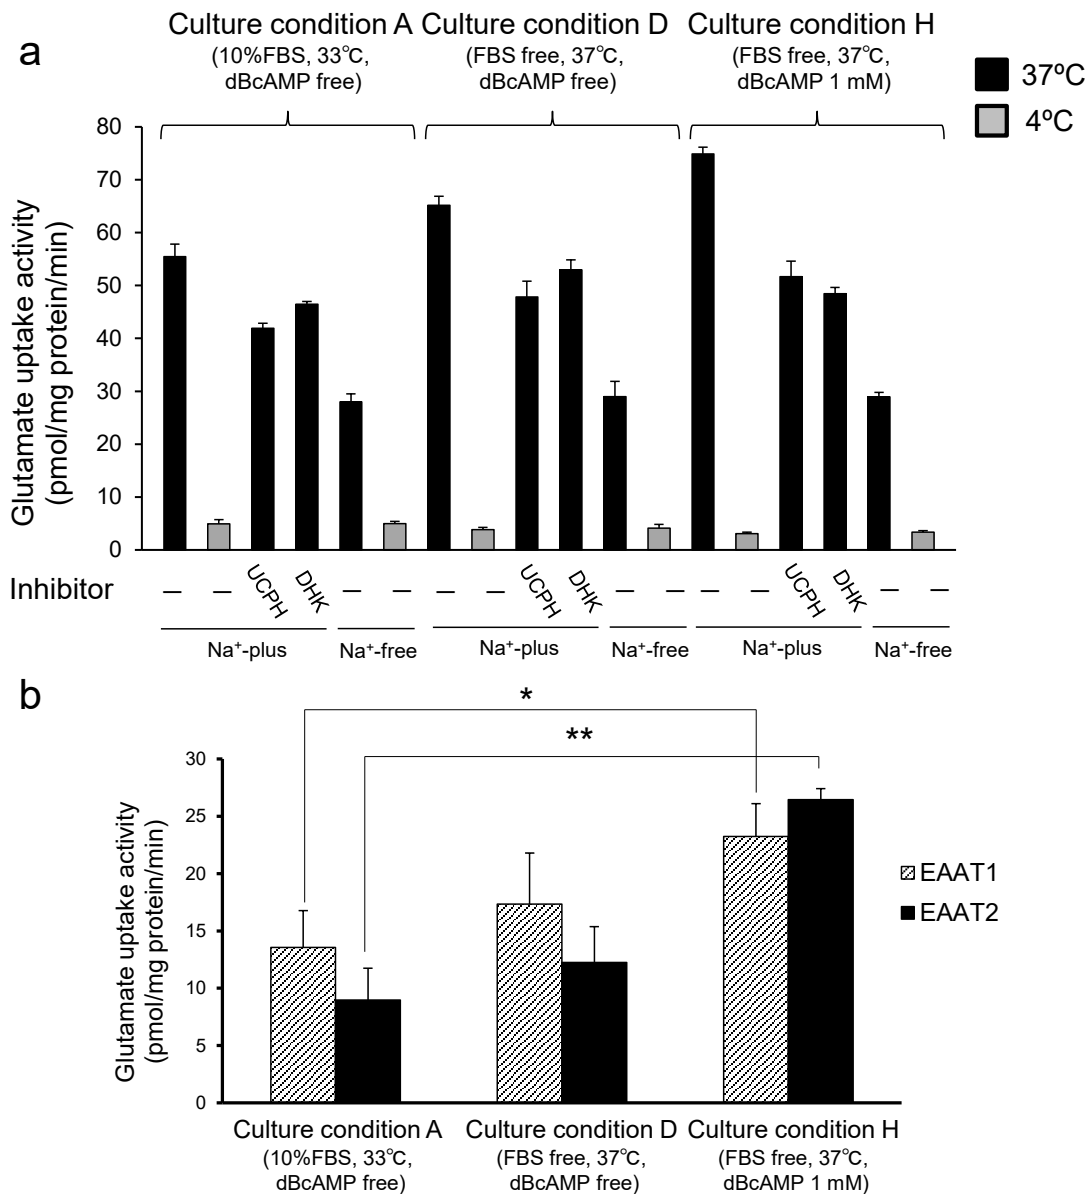 a
Culture condition A
(10%FBS, 33°C,
dBcAMP free)
Culture condition D
(FBS free, 37°C,
dBcAMP free)
Culture condition H
(FBS free, 37°C,
dBcAMP 1 mM)
37ºC
4ºC
Glutamate uptake activity
(pmol/mg protein/min)
80
70
60
50
40
30
20
10
0
Inhibitor
— — UCPH DHK — — — — UCPH DHK — — — — UCPH DHK — —
Na⁺-plus Na⁺-free Na⁺-plus Na⁺-free Na⁺-plus Na⁺-free
b
*
**
Glutamate uptake activity
(pmol/mg protein/min)
30
25
20
15
10
5
0
EAAT1
EAAT2
Culture condition A
(10%FBS, 33°C,
dBcAMP free)
Culture condition D
(FBS free, 37°C,
dBcAMP free)
Culture condition H
(FBS free, 37°C,
dBcAMP 1 mM)